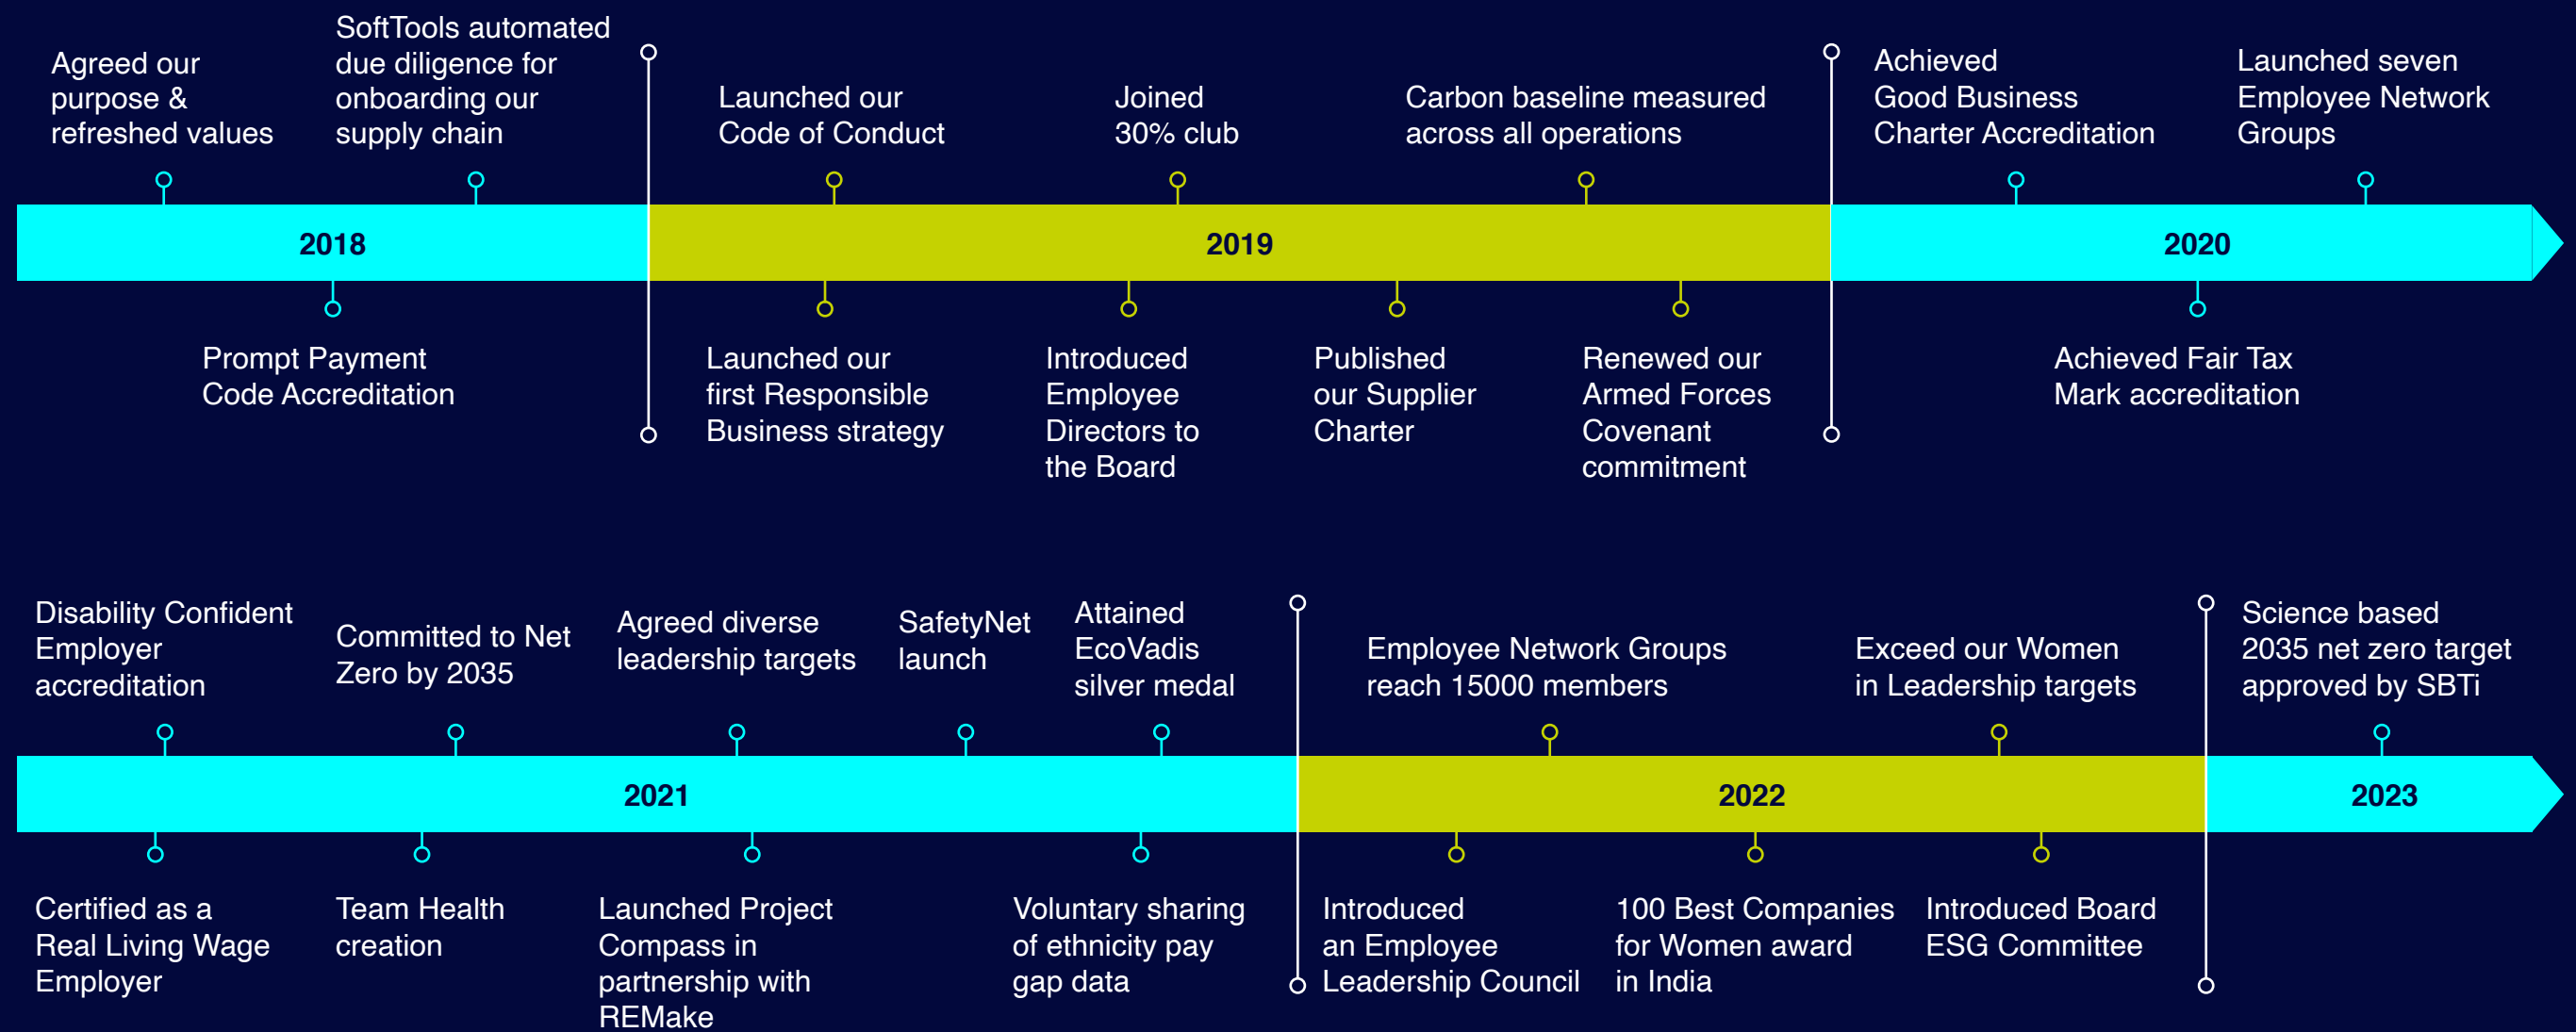 Agreed our
purpose &
refreshed values
SoftTools automated
due diligence for
onboarding our
supply chain
Launched our
Code of Conduct
Joined
30% club
Carbon baseline measured
across all operations
Achieved
Good Business
Charter Accreditation
Launched seven
Employee Network
Groups
2018
2019
2020
Prompt Payment
Code Accreditation
Launched our
first Responsible
Business strategy
Introduced
Employee
Directors to
the Board
Published
our Supplier
Charter
Renewed our
Armed Forces
Covenant
commitment
Achieved Fair Tax
Mark accreditation
Disability Confident
Employer
accreditation
Committed to Net
Zero by 2035
Agreed diverse
leadership targets
SafetyNet
launch
Attained
EcoVadis
silver medal
Employee Network Groups
reach 15000 members
Exceed our Women
in Leadership targets
Science based
2035 net zero target
approved by SBTi
2021
2022
2023
Certified as a
Real Living Wage
Employer
Team Health
creation
Launched Project
Compass in
partnership with
REMake
Voluntary sharing
of ethnicity pay
gap data
Introduced
an Employee
Leadership Council
100 Best Companies
for Women award
in India
Introduced Board
ESG Committee